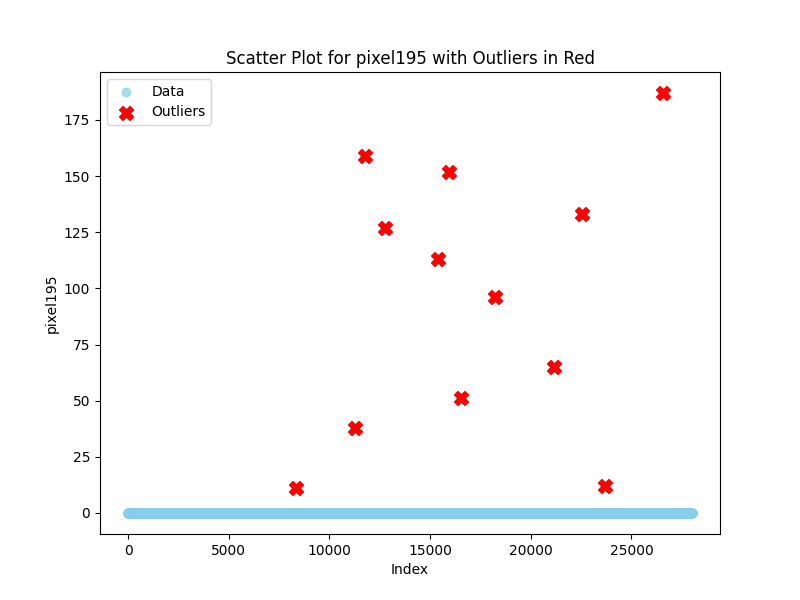 Scatter Plot for pixel195 with Outliers in Red
Data
Outliers
175
150
125
100
75
50
25
0
pixel195
0 5000 10000 15000 20000 25000
Index